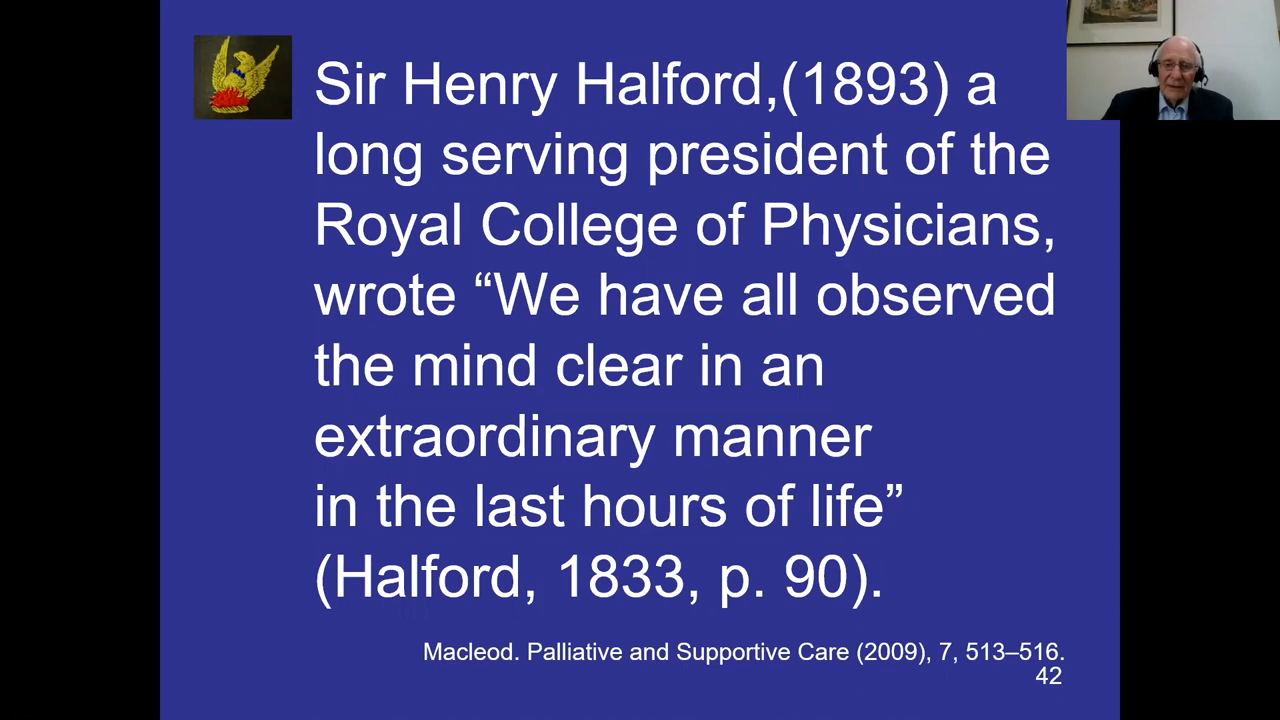 Sir Henry Halford,(1893) a
long serving president of the
Royal College of Physicians,
wrote “We have all observed
the mind clear in an
extraordinary manner
in the last hours of life”
(Halford, 1833, p. 90).
Macleod. Palliative and Supportive Care (2009), 7, 513–516.
42